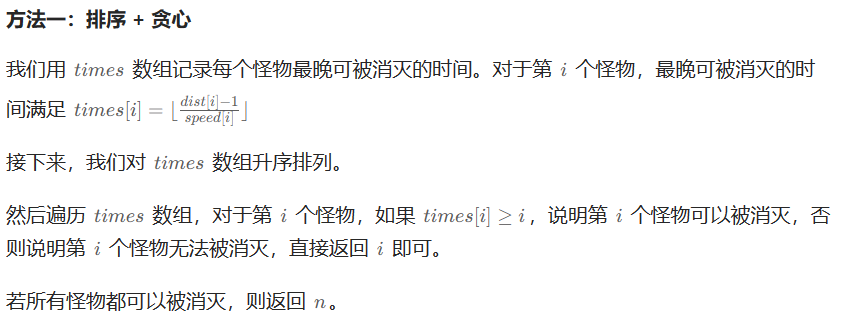 方法一：排序 + 贪心
我们用 times 数组记录每个怪物最晚可被消灭的时间。对于第 i 个怪物，最晚可被消灭的时
间满足 times[i] = ⌊\frac{dist[i]−1}{speed[i]}⌋
接下来，我们对 times 数组升序排列。
然后遍历 times 数组，对于第 i 个怪物，如果 times[i] ≥ i，说明第 i 个怪物可以被消灭，否
则说明第 i 个怪物无法被消灭，直接返回 i 即可。
若所有怪物都可以被消灭，则返回 n。